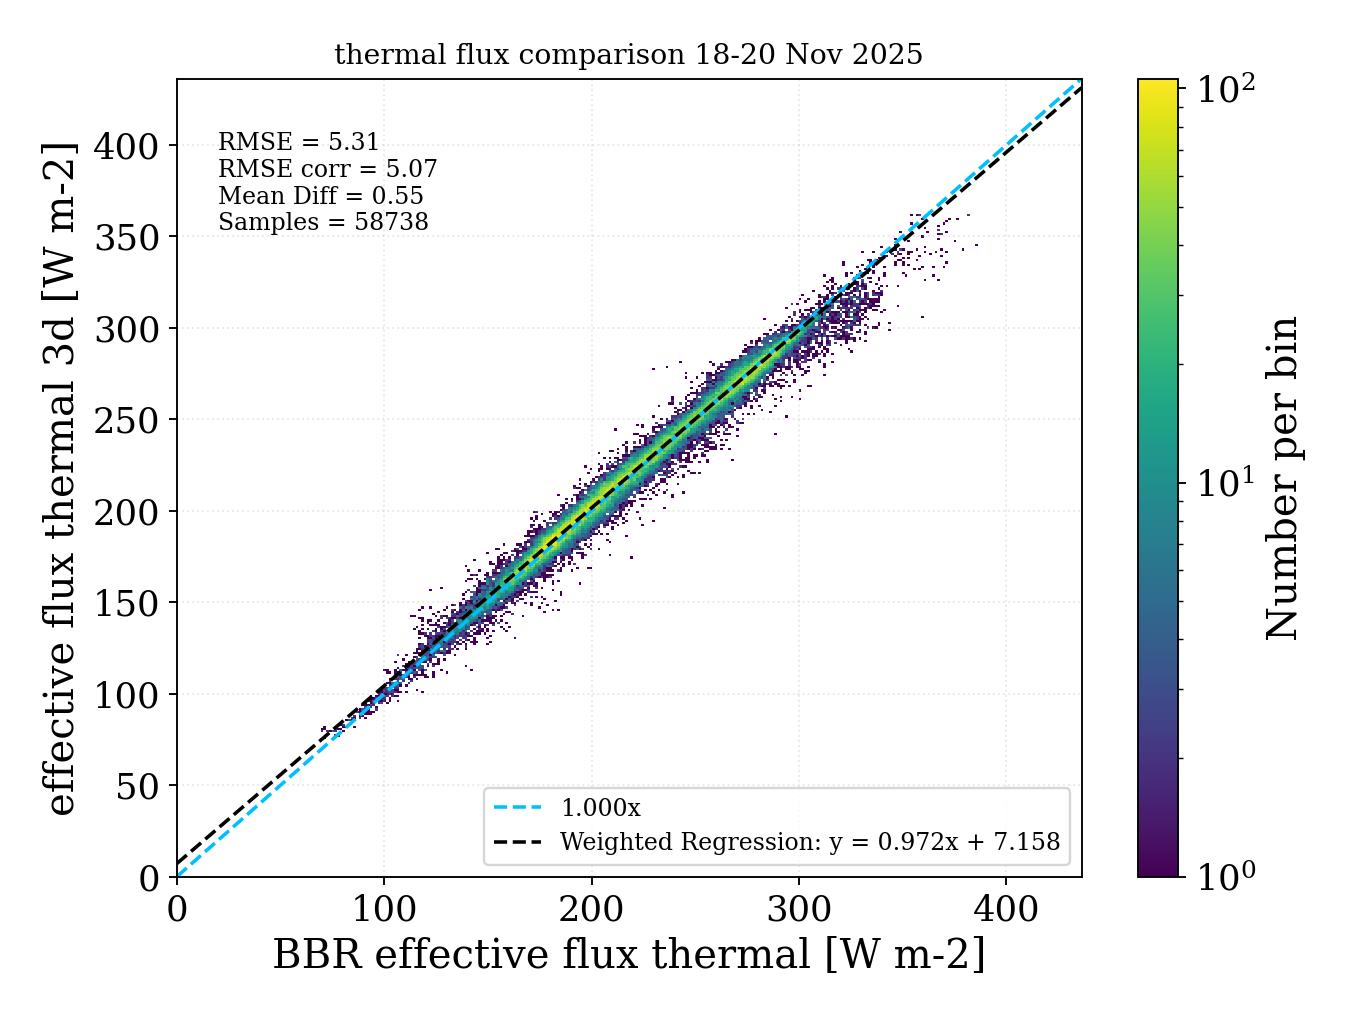 thermal flux comparison 18-20 Nov 2025
RMSE = 5.31
RMSE corr = 5.07
Mean Diff = 0.55
Samples = 58738
effective flux thermal 3d [W m-2]
400
350
300
250
200
150
100
50
0
0 100 200 300 400
BBR effective flux thermal [W m-2]
1.000x
Weighted Regression: y = 0.972x + 7.158
10²
10¹
10⁰
Number per bin